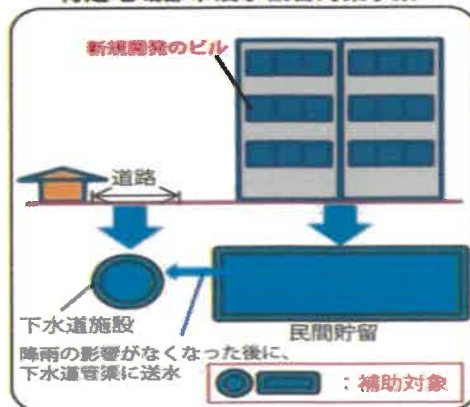 新規開発のビル
道路
下水道施設
民間貯留
降雨の影響がなくなった後に、
下水道管渠に送水
：補助対象